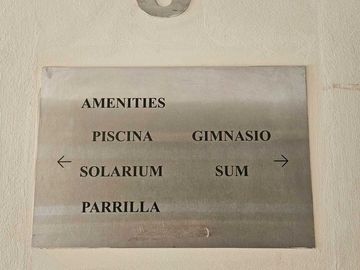 AMENITIES
PISCINA GIMNASIO
← SOLARIUM SUM →
PARRILLA